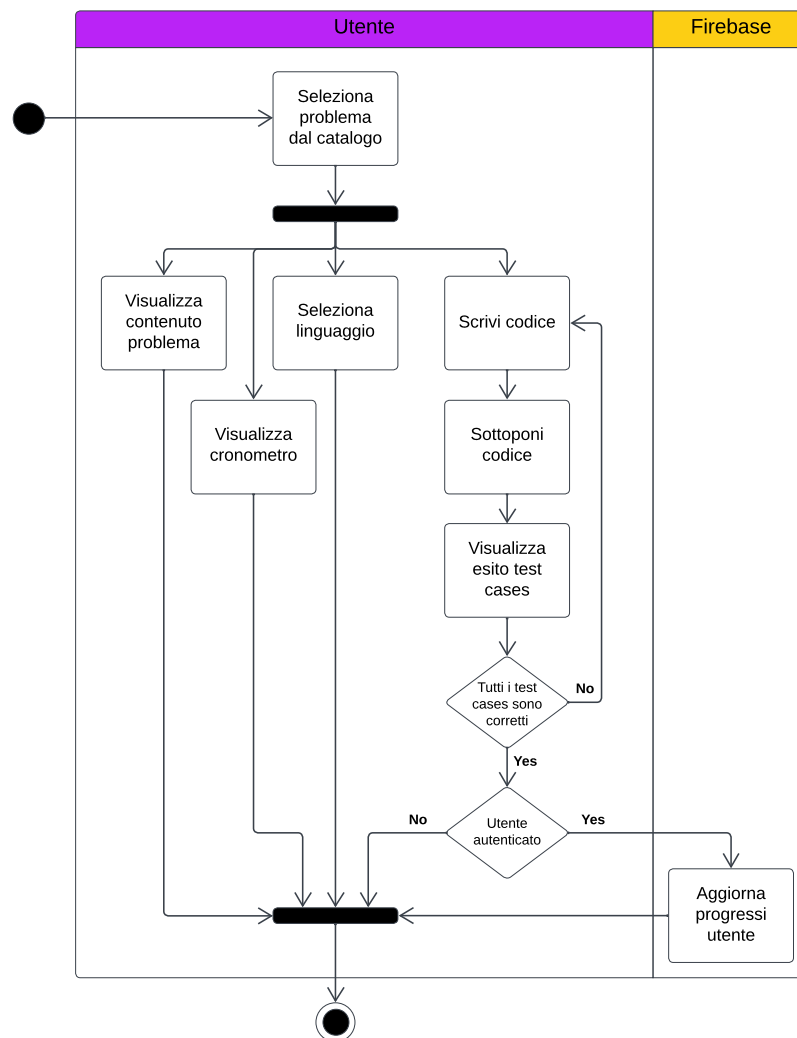 Utente
Firebase
Seleziona
problema
dal catalogo
Visualizza
contenuto
problema
Seleziona
linguaggio
Scrivi codice
Visualizza
cronometro
Sottoponi
codice
Visualizza
esito test
cases
Tutti i test
cases sono
corretti
No
Yes
Utente
autenticato
No
Yes
Aggiorna
progressi
utente